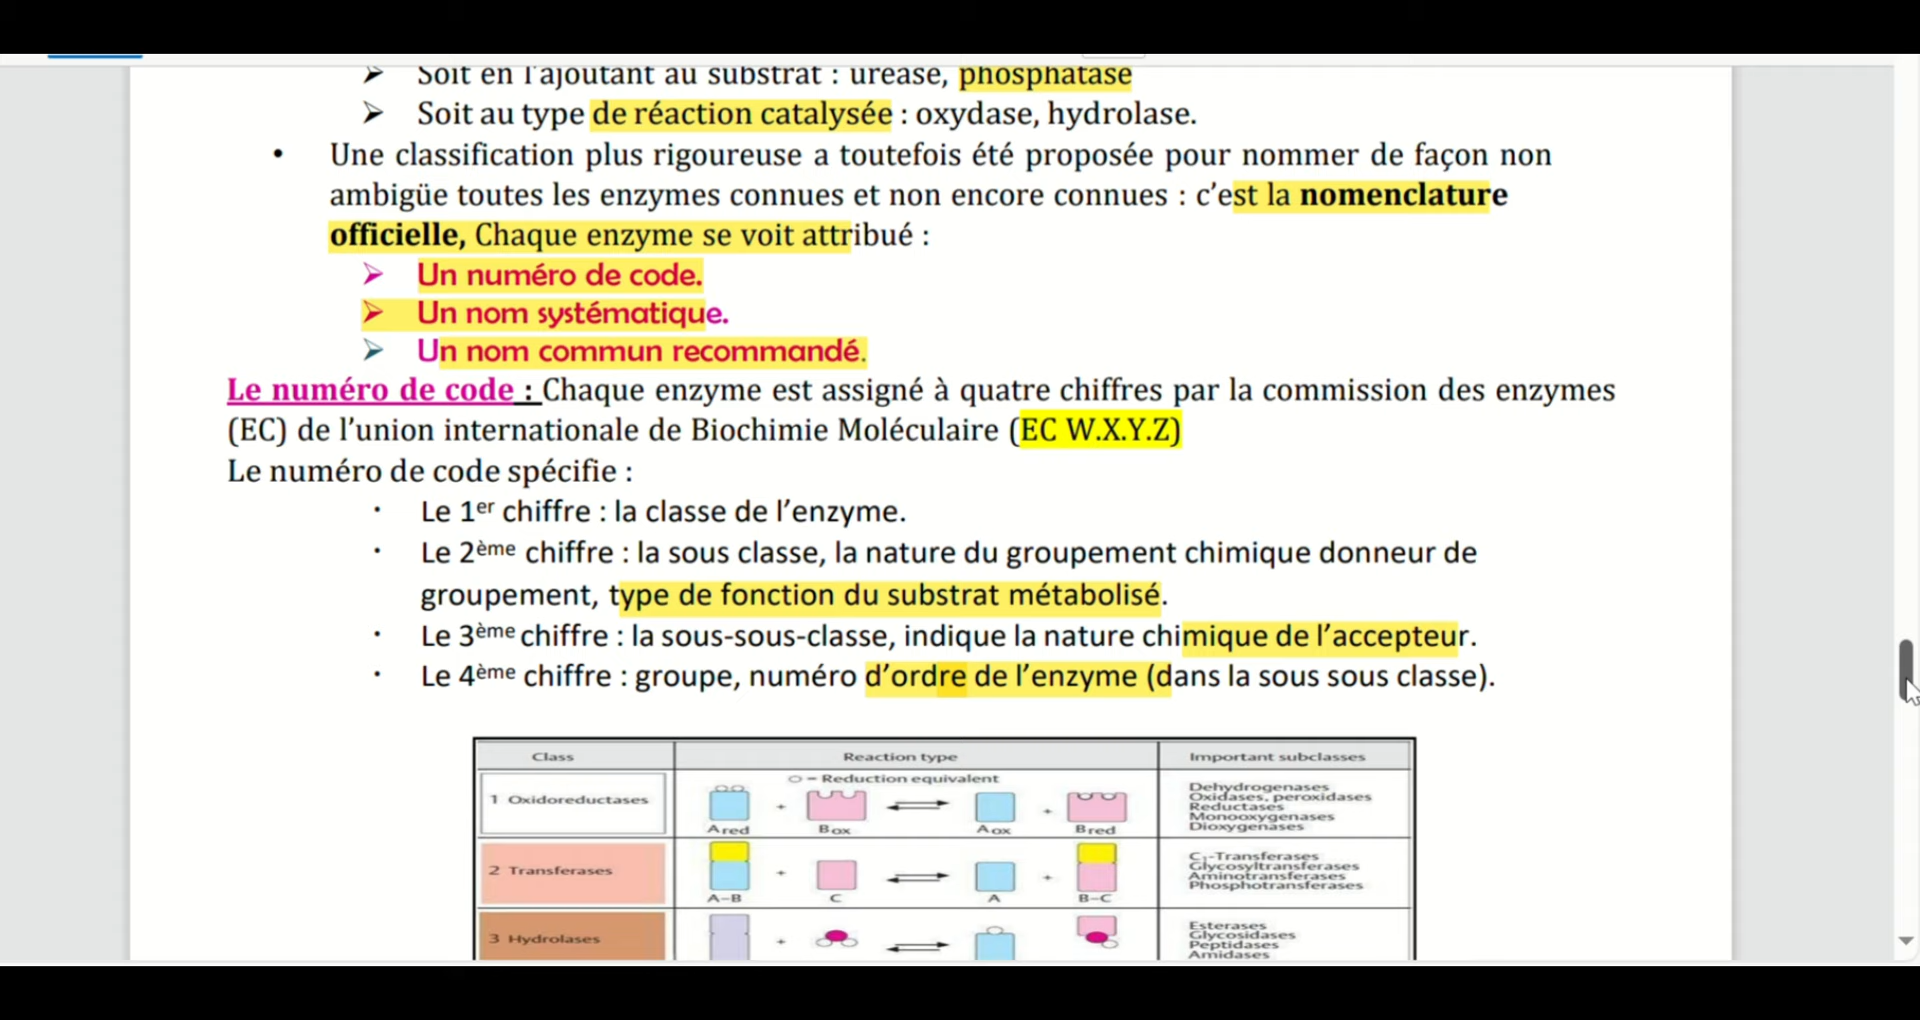 ➢ Soit en l'ajoutant au substrat : urease, phosphatase
➢ Soit au type de réaction catalysée : oxydase, hydrolase.
• Une classification plus rigoureuse a toutefois été proposée pour nommer de façon non
ambigüe toutes les enzymes connues et non encore connues : c'est la nomenclature
officielle, Chaque enzyme se voit attribué :
➢ Un numéro de code.
➢ Un nom systématique.
➢ Un nom commun recommandé.
Le numéro de code : Chaque enzyme est assigné à quatre chiffres par la commission des enzymes
(EC) de l'union internationale de Biochimie Moléculaire (EC W.X.Y.Z)
Le numéro de code spécifie :
· Le 1er chiffre : la classe de l'enzyme.
· Le 2ème chiffre : la sous classe, la nature du groupement chimique donneur de
groupement, type de fonction du substrat métabolisé.
· Le 3ème chiffre : la sous-sous-classe, indique la nature chimique de l'accepteur.
· Le 4ème chiffre : groupe, numéro d'ordre de l'enzyme (dans la sous sous classe).
Class Reaction type Important subclasses
1 Oxidoreductases
○ = Reduction equivalent
+ +
A red B ox A ox B red
Dehydrogenases
Oxidases, peroxidases
Reductases
Monooxygenases
Dioxygenases
2 Transferases
+ +
A–B C A B–C
C1-Transferases
Glycosyltransferases
Aminotransferases
Phosphotransferases
3 Hydrolases
+
Esterases
Glycosidases
Peptidases
Amidases